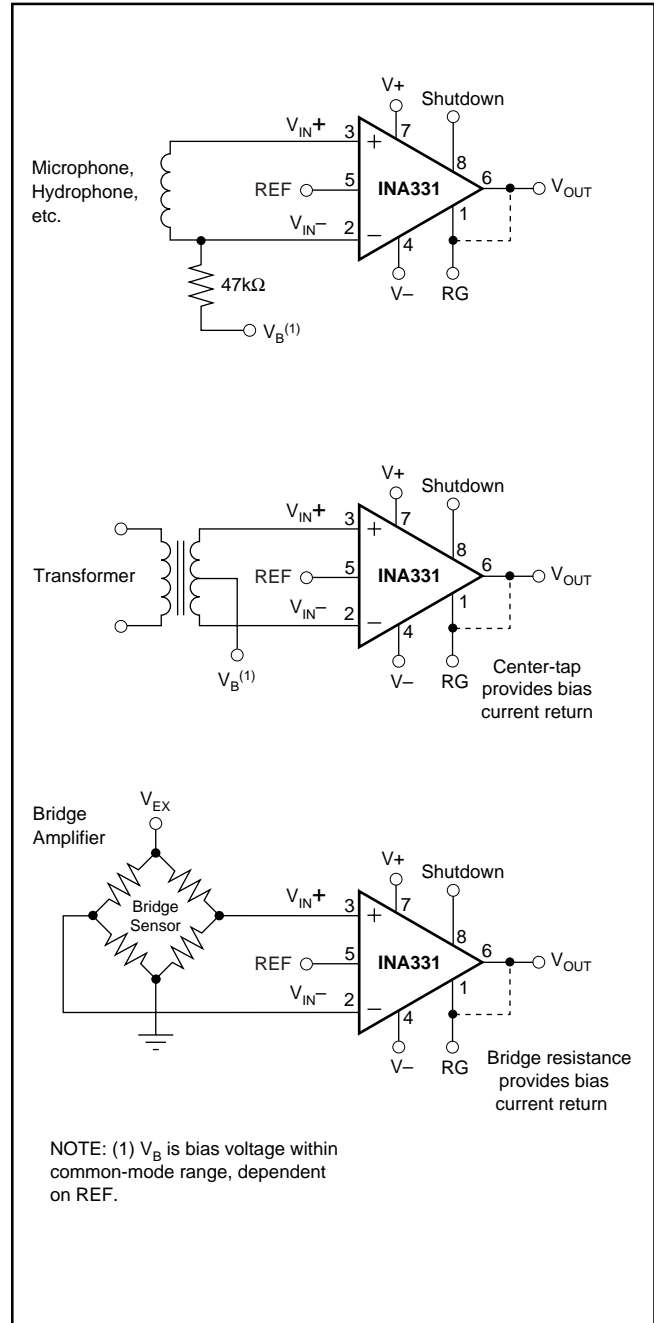 V+
Shutdown
VIN+
3
7
8
Microphone,
Hydrophone,
etc.
REF
5
INA331
6
VOUT
VIN−
2
1
4
47kΩ
V−
RG
VB(1)
V+
Shutdown
VIN+
3
7
8
Transformer
REF
5
INA331
6
VOUT
VIN−
2
1
4
VB(1)
V−
RG
Center-tap
provides bias
current return
VEX
Bridge
Amplifier
V+
Shutdown
VIN+
3
7
8
Bridge
Sensor
REF
5
INA331
6
VOUT
VIN−
2
1
4
V−
RG
Bridge resistance
provides bias
current return
NOTE: (1) VB is bias voltage within
common-mode range, dependent
on REF.